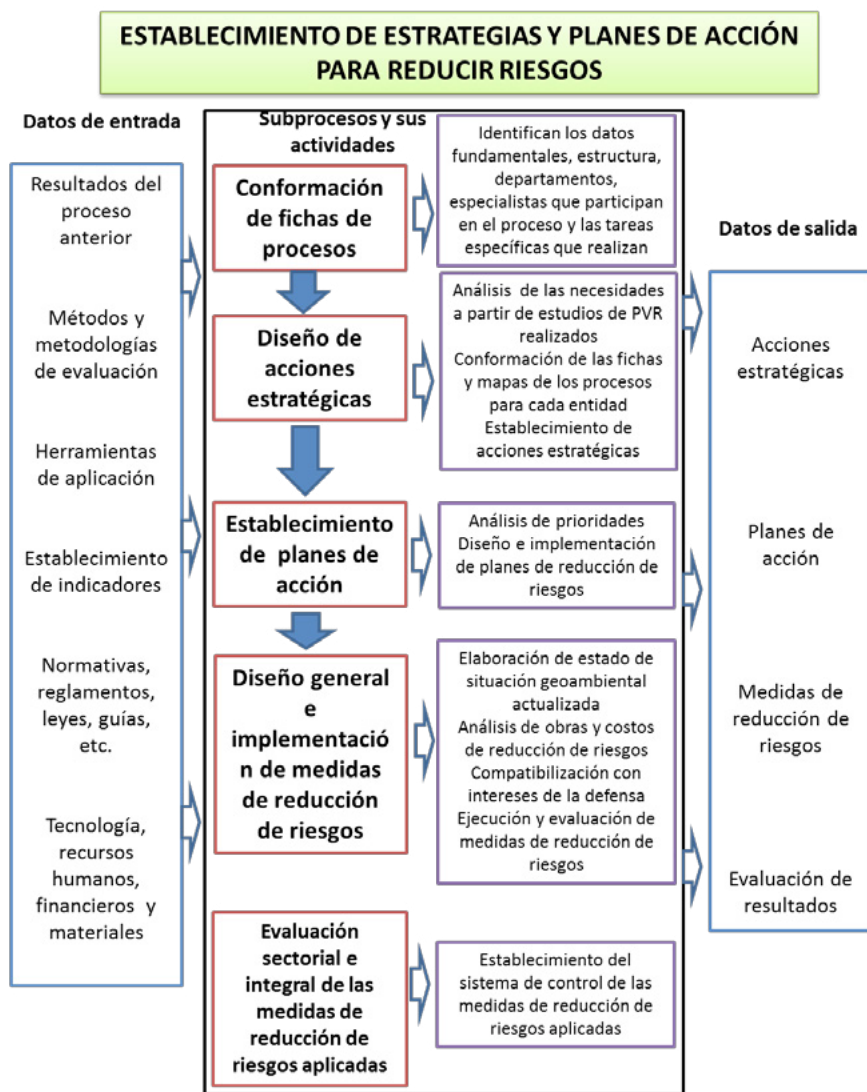 ESTABLECIMIENTO DE ESTRATEGIAS Y PLANES DE ACCIÓN
PARA REDUCIR RIESGOS
Datos de entrada
Resultados del
proceso
anterior
Métodos y
metodologías
de evaluación
Herramientas
de aplicación
Establecimiento
de indicadores
Normativas,
reglamentos,
leyes, guías,
etc.
Tecnología,
recursos
humanos,
financieros y
materiales
Subprocesos y sus
actividades
Conformación
de fichas de
procesos
Identifican los datos
fundamentales, estructura,
departamentos,
especialistas que participan
en el proceso y las tareas
específicas que realizan
Diseño de
acciones
estratégicas
Análisis de las necesidades
a partir de estudios de PVR
realizados
Conformación de las fichas
y mapas de los procesos
para cada entidad
Establecimiento de
acciones estratégicas
Establecimiento
de planes de
acción
Análisis de prioridades
Diseño e implementación
de planes de reducción de
riesgos
Diseño general
e
implementació
n de medidas
de reducción
de riesgos
Elaboración de estado de
situación geoambiental
actualizada
Análisis de obras y costos
de reducción de riesgos
Compatibilización con
intereses de la defensa
Ejecución y evaluación de
medidas de reducción de
riesgos
Evaluación
sectorial e
integral de las
medidas de
reducción de
riesgos aplicadas
Establecimiento del
sistema de control de las
medidas de reducción de
riesgos aplicadas
Datos de salida
Acciones
estratégicas
Planes de
acción
Medidas de
reducción de
riesgos
Evaluación de
resultados